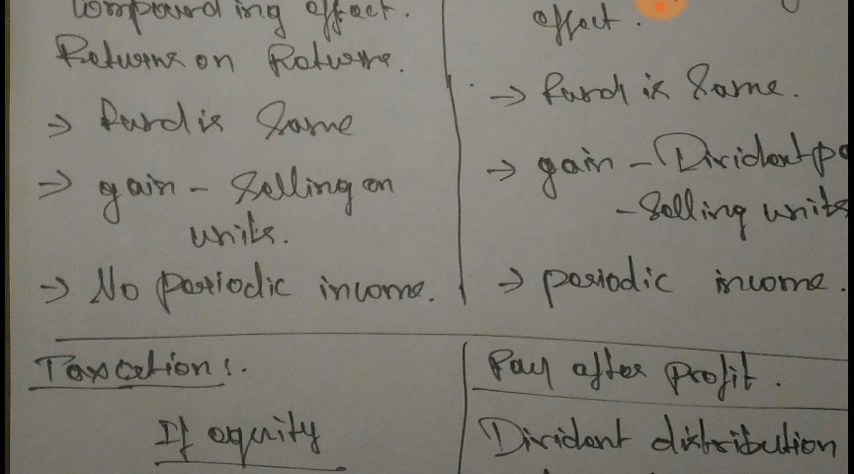 Compounding effect.
Returns on Returns.
→ Fund is Same
→ gain - Selling on
units.
→ No periodic income.
effect.
→ Fund is Same.
→ gain - Divident
- Selling units
→ periodic income.
Taxcetion:.
If equity
Pay after profit.
Divident distribution